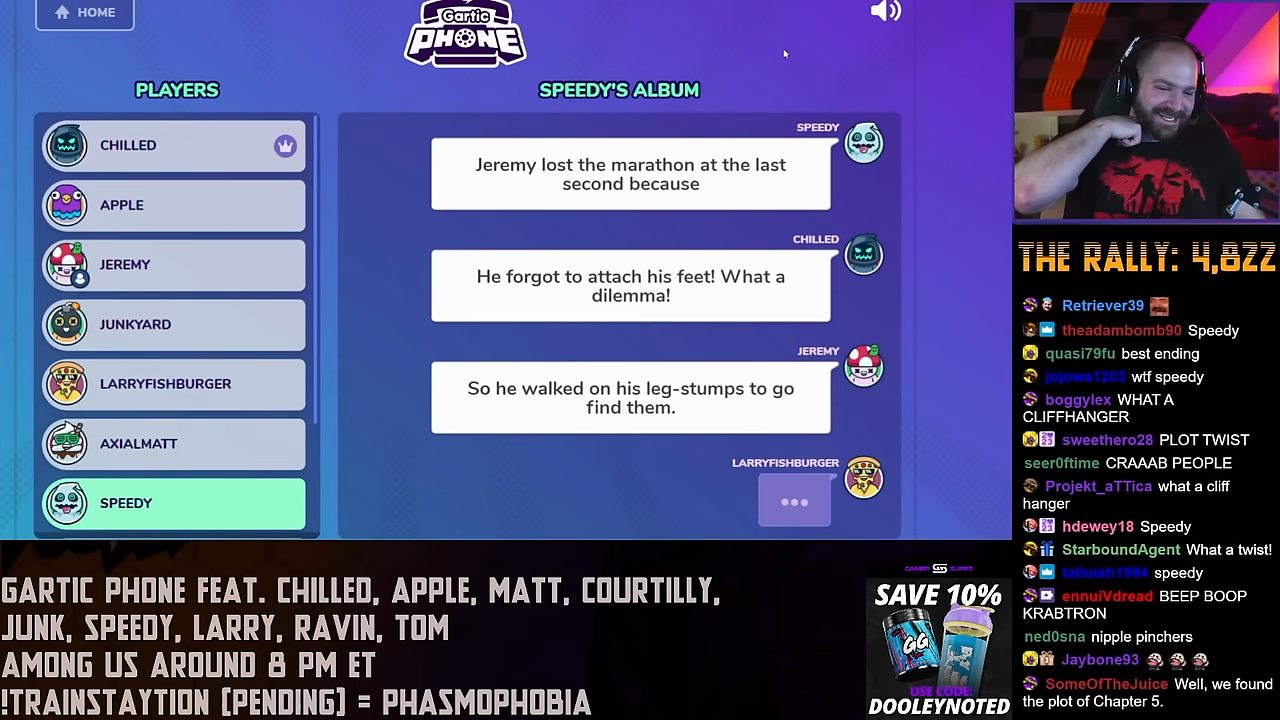 HOME
Gartic
PHONE
PLAYERS
CHILLED
APPLE
JEREMY
JUNKYARD
LARRYFISHBURGER
AXIALMATT
SPEEDY
SPEEDY'S ALBUM
SPEEDY
Jeremy lost the marathon at the last
second because
CHILLED
He forgot to attach his feet! What a
dilemma!
JEREMY
So he walked on his leg-stumps to go
find them.
LARRYFISHBURGER
...
THE RALLY: 4,822
Retriever39
theadambomb90 Speedy
quasi79fu best ending
jojowa1203 wtf speedy
boggylex WHAT A
CLIFFHANGER
sweethero28 PLOT TWIST
seer0ftime CRAAAB PEOPLE
Projekt_aTTica what a cliff
hanger
hdewey18 Speedy
StarboundAgent What a twist!
tallulah1994 speedy
ennuiVdread BEEP BOOP
KRABTRON
ned0sna nipple pinchers
Jaybone93
SomeOfTheJuice Well, we found
the plot of Chapter 5.
GARTIC PHONE FEAT. CHILLED, APPLE, MATT, COURTILLY,
JUNK, SPEEDY, LARRY, RAVIN, TOM
AMONG US AROUND 8 PM ET
!TRAINSTAYTION (PENDING) = PHASMOPHOBIA
GAMER SUPPS
SAVE 10%
GG
USE CODE:
DOOLEYNOTED